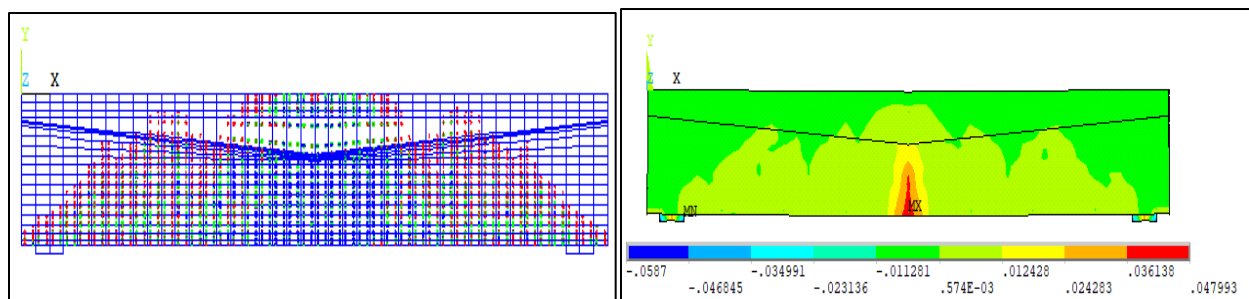 Y
Z X
Y
Z X
MN
MX
-.0587 -.034991 -.011281 .012428 .036138
-.046845 -.023136 .574E-03 .024283 .047993